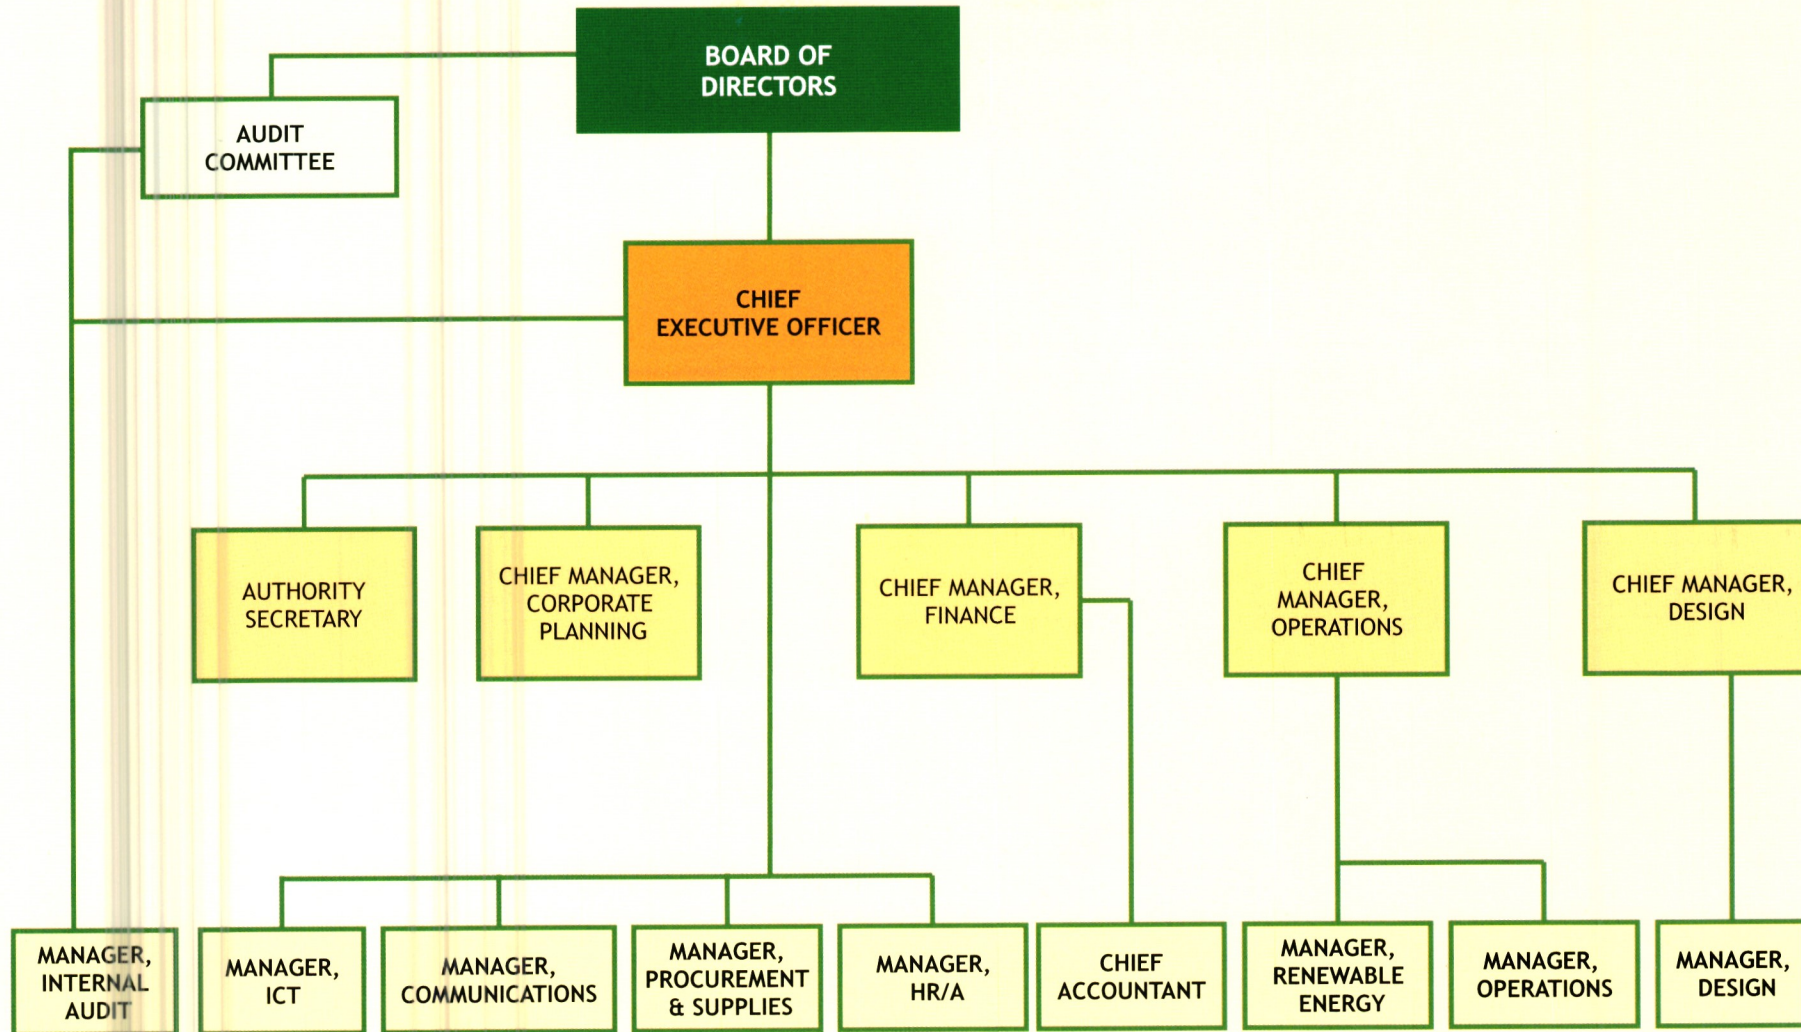 BOARD OF
DIRECTORS
AUDIT
COMMITTEE
CHIEF
EXECUTIVE OFFICER
AUTHORITY
SECRETARY
CHIEF MANAGER,
CORPORATE
PLANNING
CHIEF MANAGER,
FINANCE
CHIEF
MANAGER,
OPERATIONS
CHIEF MANAGER,
DESIGN
MANAGER,
INTERNAL
AUDIT
MANAGER,
ICT
MANAGER,
COMMUNICATIONS
MANAGER,
PROCUREMENT
& SUPPLIES
MANAGER,
HR/A
CHIEF
ACCOUNTANT
MANAGER,
RENEWABLE
ENERGY
MANAGER,
OPERATIONS
MANAGER,
DESIGN